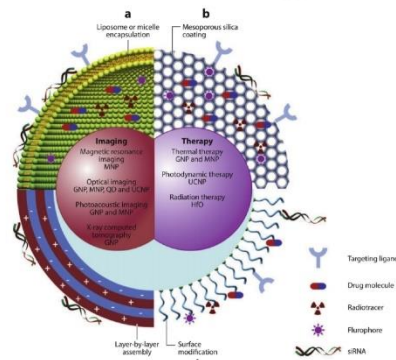 a
b
Liposome or micelle
encapsulation
Mesoporous silica
coating
Imaging
Magnetic resonance
imaging
MNP
Optical imaging
GNP, MNP, QD and UCNP
Photoacoustic Imaging
GNP and MNP
X-ray computed
tomography
GNP
Therapy
Thermal therapy
GNP and MNP
Photodynamic therapy
UCNP
Radiation therapy
HfO
Targeting ligand
Drug molecule
Radiotracer
Flurophore
siRNA
Layer-by-layer
assembly
Surface
modification